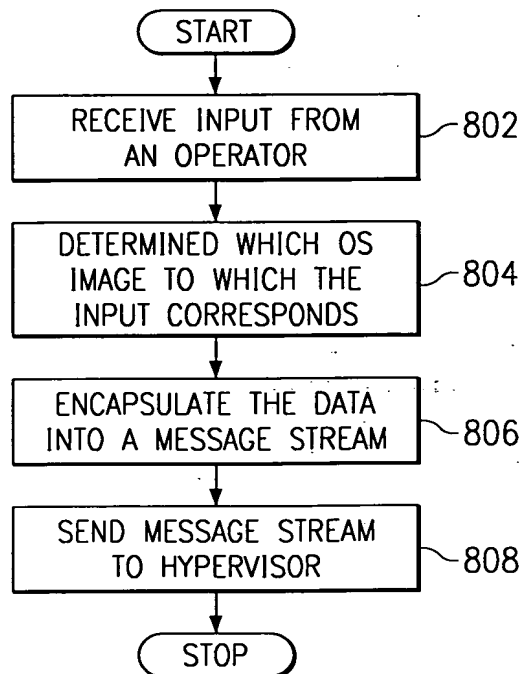 START
RECEIVE INPUT FROM
AN OPERATOR
802
DETERMINED WHICH OS
IMAGE TO WHICH THE
INPUT CORRESPONDS
804
ENCAPSULATE THE DATA
INTO A MESSAGE STREAM
806
SEND MESSAGE STREAM
TO HYPERVISOR
808
STOP